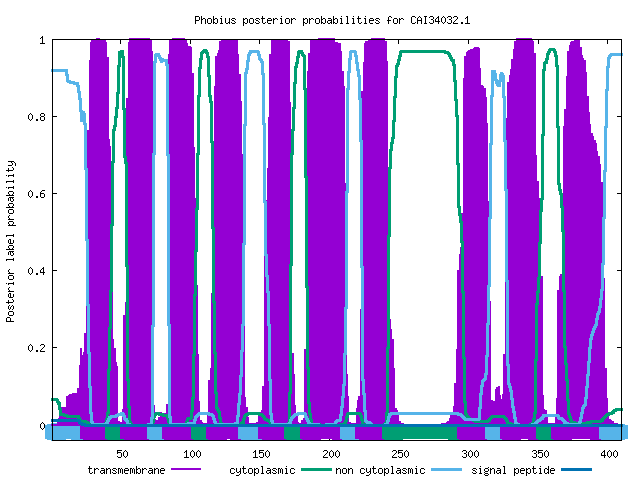 Phobius posterior probabilities for CAI34032.1
Posterior label probability
1
0.8
0.6
0.4
0.2
0
50 100 150 200 250 300 350 400
transmembrane cytoplasmic non cytoplasmic signal peptide